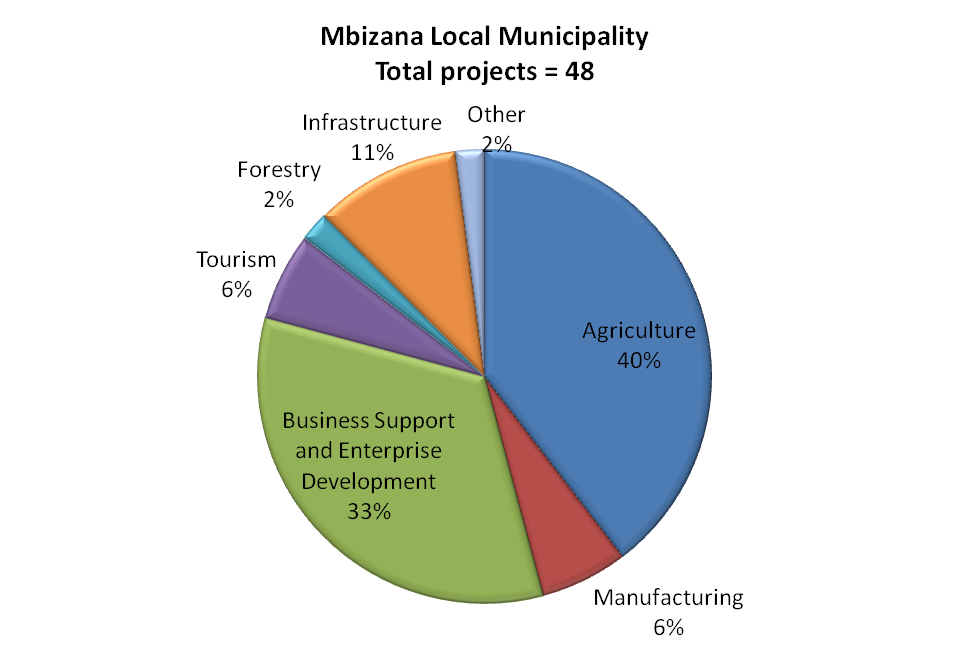 Mbizana Local Municipality
Total projects = 48
Other
2%
Infrastructure
11%
Forestry
2%
Tourism
6%
Agriculture
40%
Business Support
and Enterprise
Development
33%
Manufacturing
6%